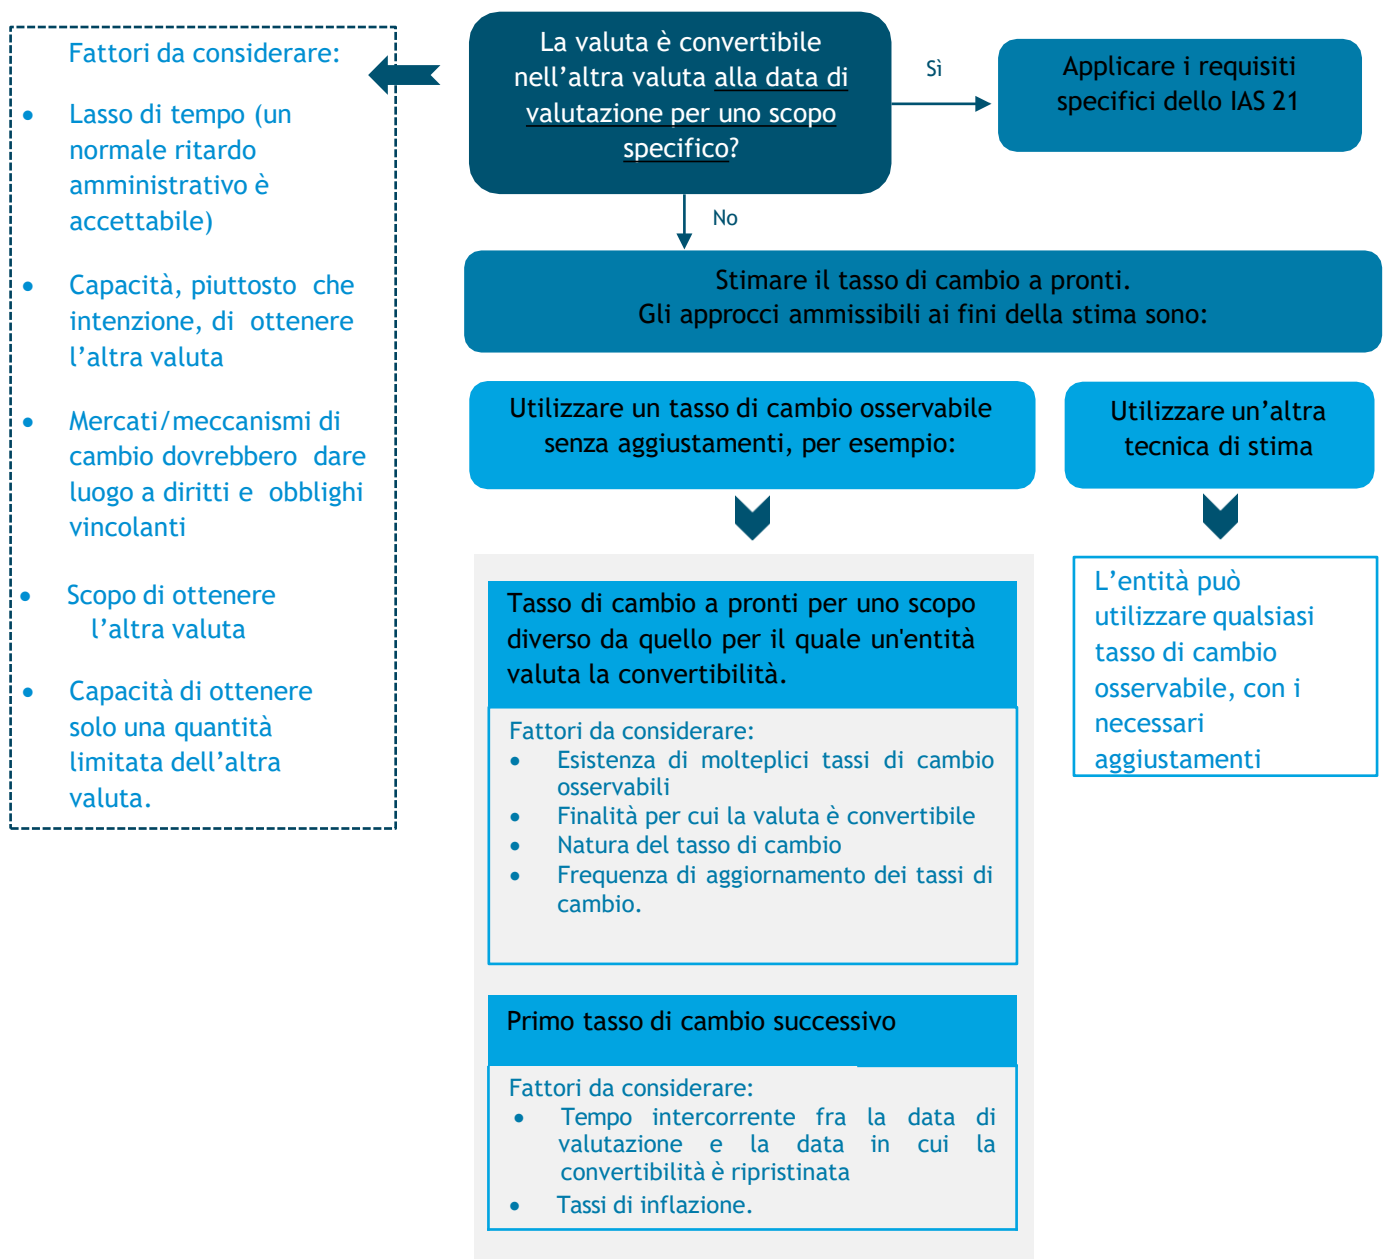 Fattori da considerare:
• Lasso di tempo (un
normale ritardo
amministrativo è
accettabile)
• Capacità, piuttosto che
intenzione, di ottenere
l’altra valuta
• Mercati/meccanismi di
cambio dovrebbero dare
luogo a diritti e obblighi
vincolanti
• Scopo di ottenere
l’altra valuta
• Capacità di ottenere
solo una quantità
limitata dell’altra
valuta.
La valuta è convertibile
nell’altra valuta alla data di
valutazione per uno scopo
specifico?
Sì
Applicare i requisiti
specifici dello IAS 21
No
Stimare il tasso di cambio a pronti.
Gli approcci ammissibili ai fini della stima sono:
Utilizzare un tasso di cambio osservabile
senza aggiustamenti, per esempio:
Utilizzare un’altra
tecnica di stima
Tasso di cambio a pronti per uno scopo
diverso da quello per il quale un'entità
valuta la convertibilità.
Fattori da considerare:
• Esistenza di molteplici tassi di cambio
osservabili
• Finalità per cui la valuta è convertibile
• Natura del tasso di cambio
• Frequenza di aggiornamento dei tassi di
cambio.
Primo tasso di cambio successivo
Fattori da considerare:
• Tempo intercorrente fra la data di
valutazione e la data in cui la
convertibilità è ripristinata
• Tassi di inflazione.
L’entità può
utilizzare qualsiasi
tasso di cambio
osservabile, con i
necessari
aggiustamenti